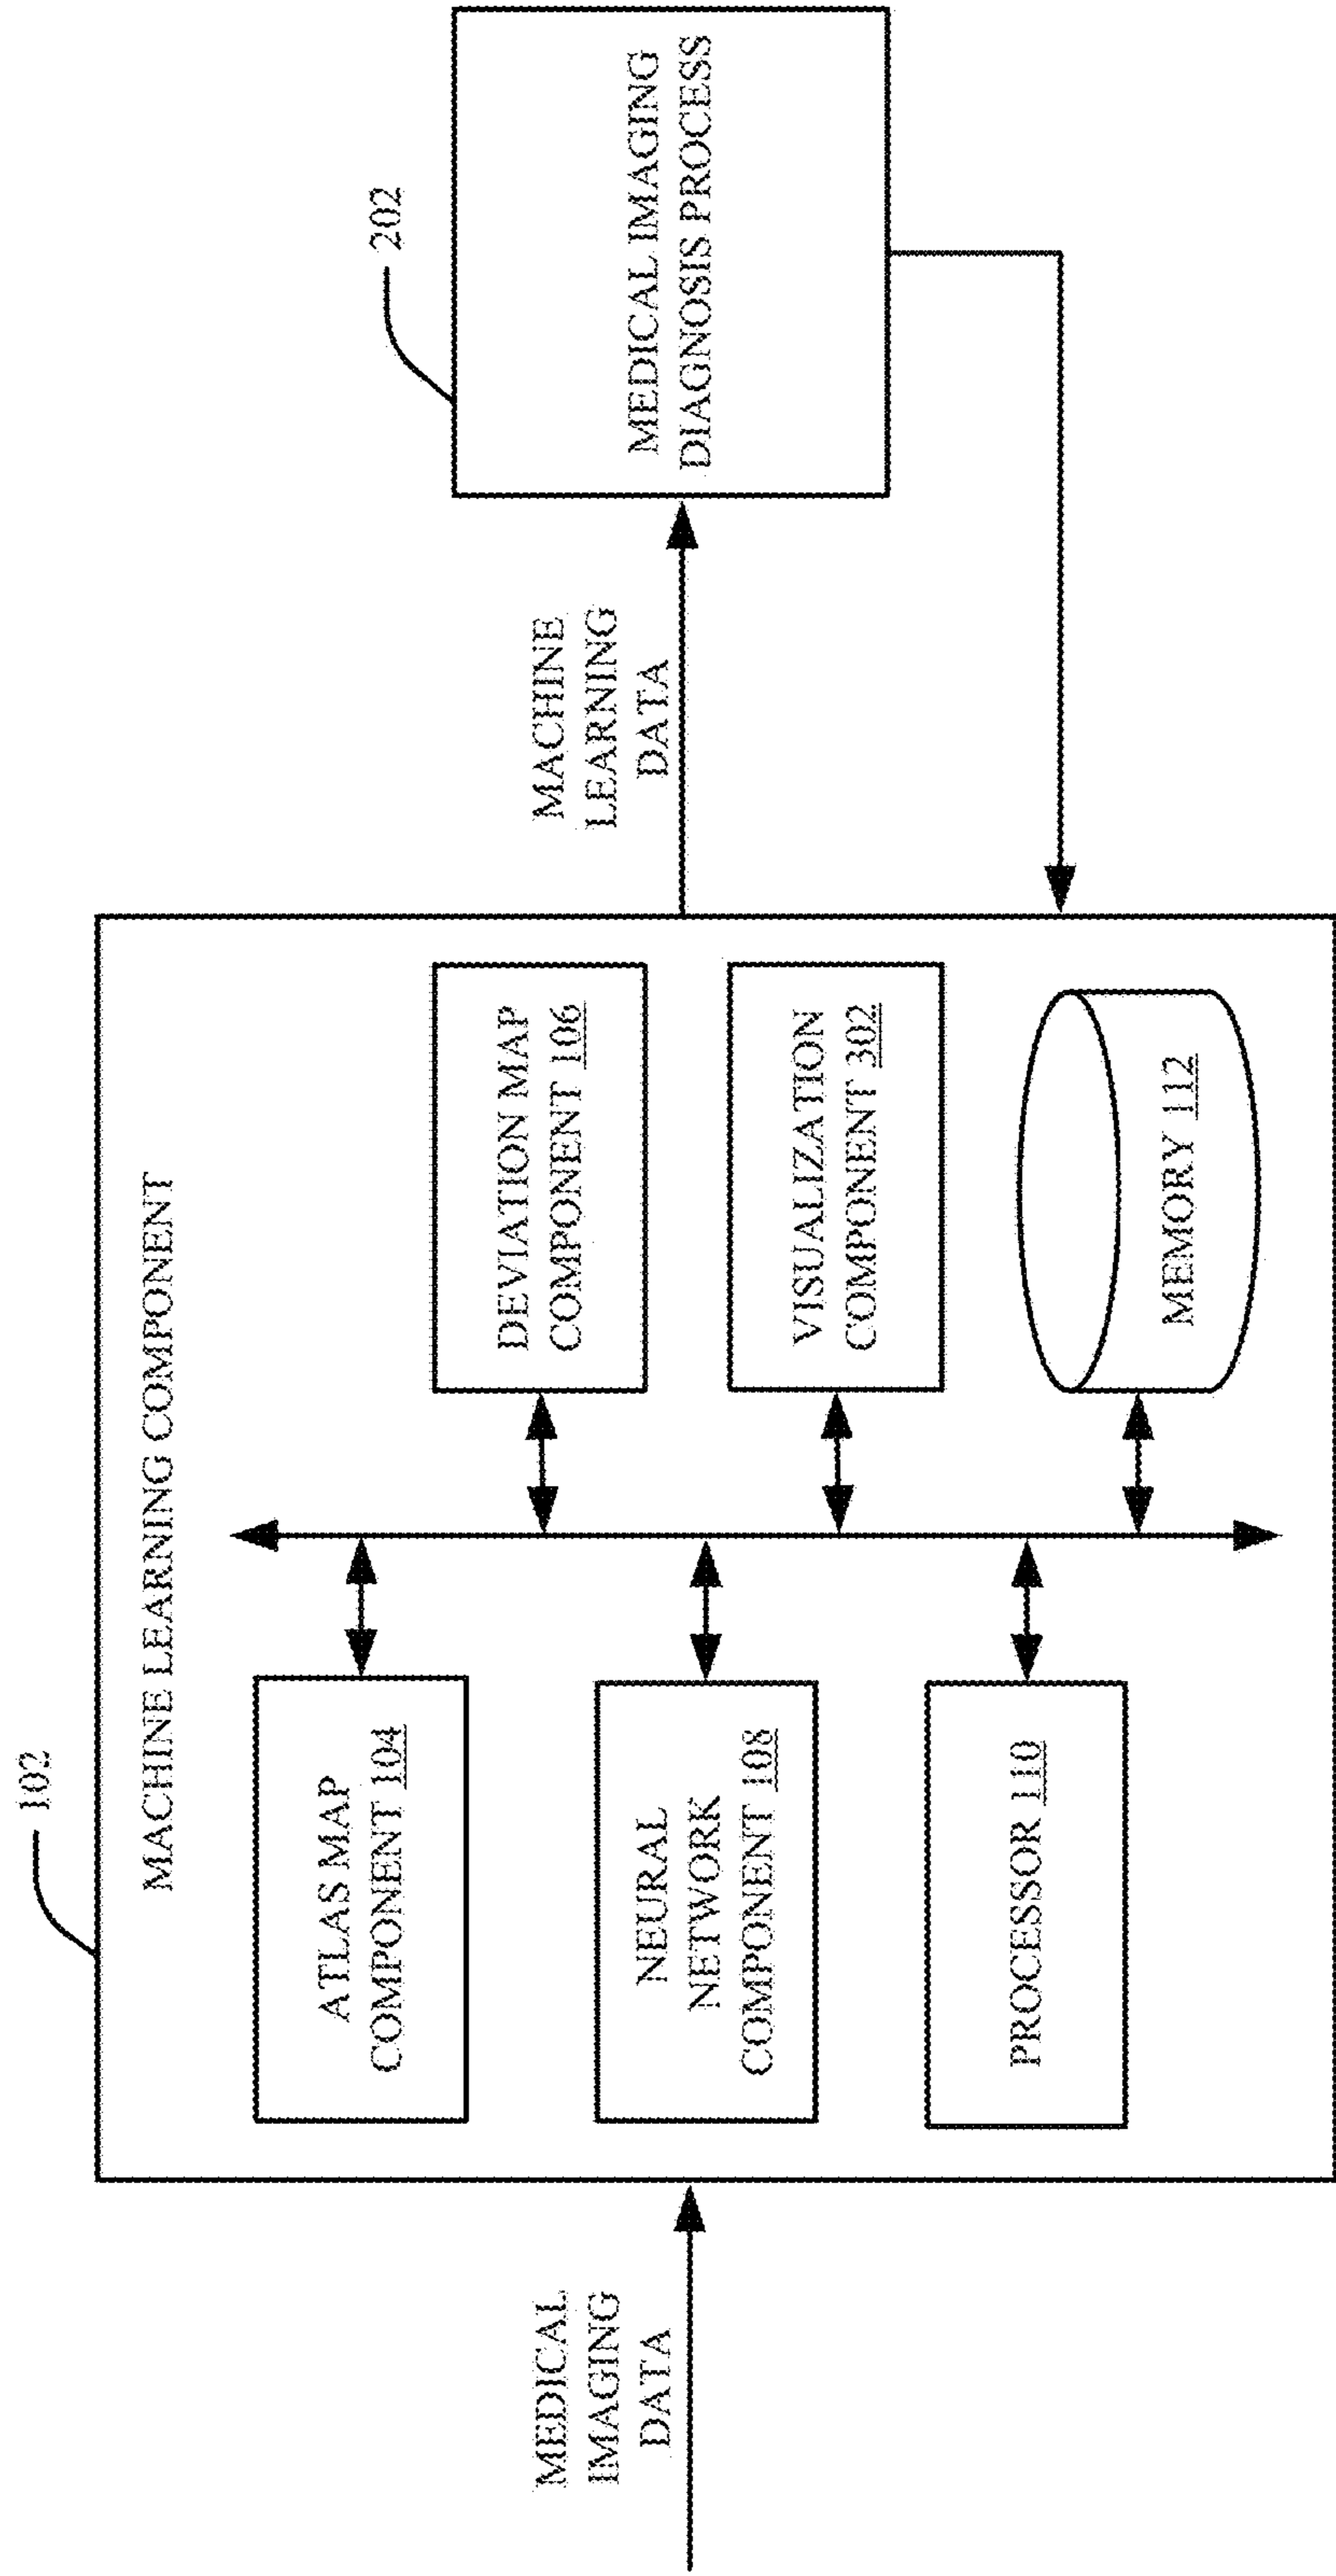 102
MACHINE LEARNING COMPONENT
MEDICAL
IMAGING
DATA
ATLAS MAP
COMPONENT 104
NEURAL
NETWORK
COMPONENT 108
PROCESSOR 110
DEVIATION MAP
COMPONENT 106
VISUALIZATION
COMPONENT 302
MEMORY 112
MACHINE
LEARNING
DATA
202
MEDICAL IMAGING
DIAGNOSIS PROCESS